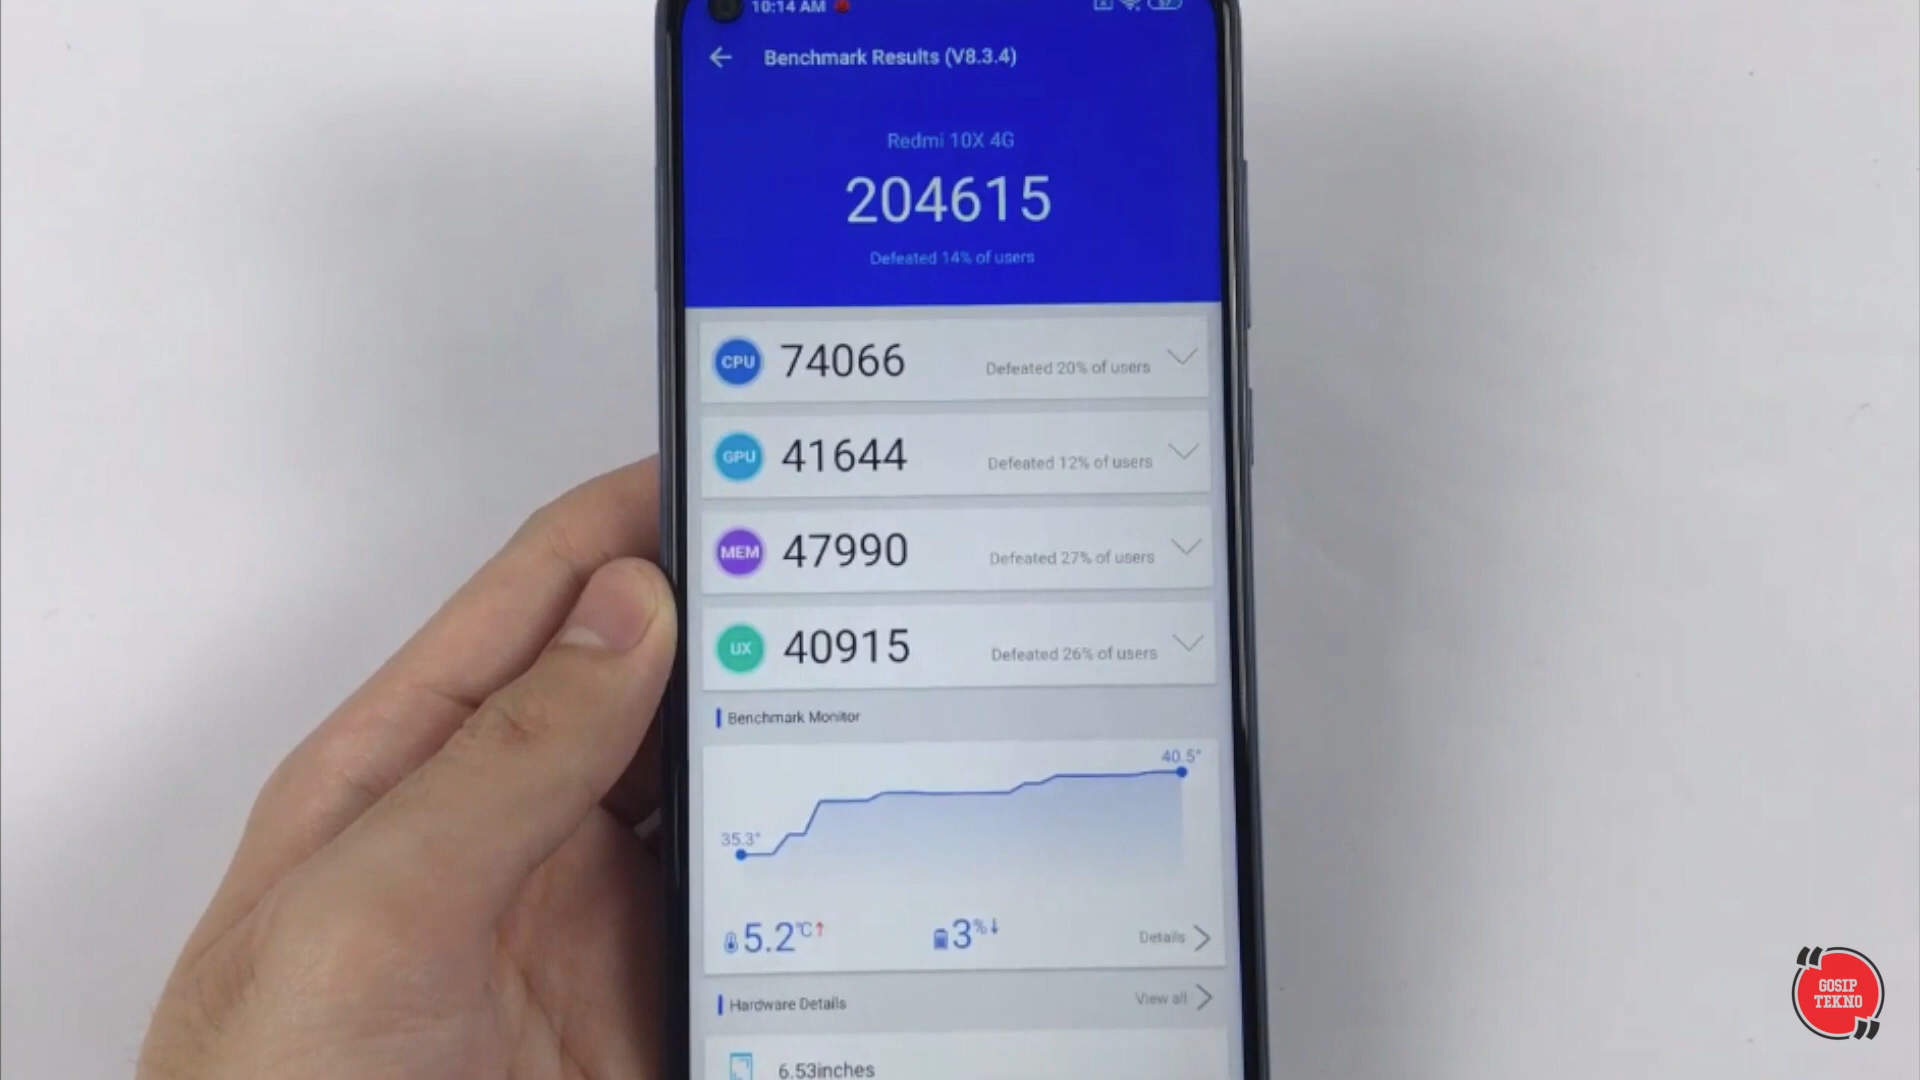 10:14 AM
Benchmark Results (V8.3.4)
Redmi 10X 4G
204615
Defeated 14% of users
CPU 74066 Defeated 20% of users
GPU 41644 Defeated 12% of users
MEM 47990 Defeated 27% of users
UX 40915 Defeated 26% of users
Benchmark Monitor
40.5°
35.3°
5.2°C↑ 3%↓ Details
Hardware Details View all
6.53inches
GOSIP
TEKNO